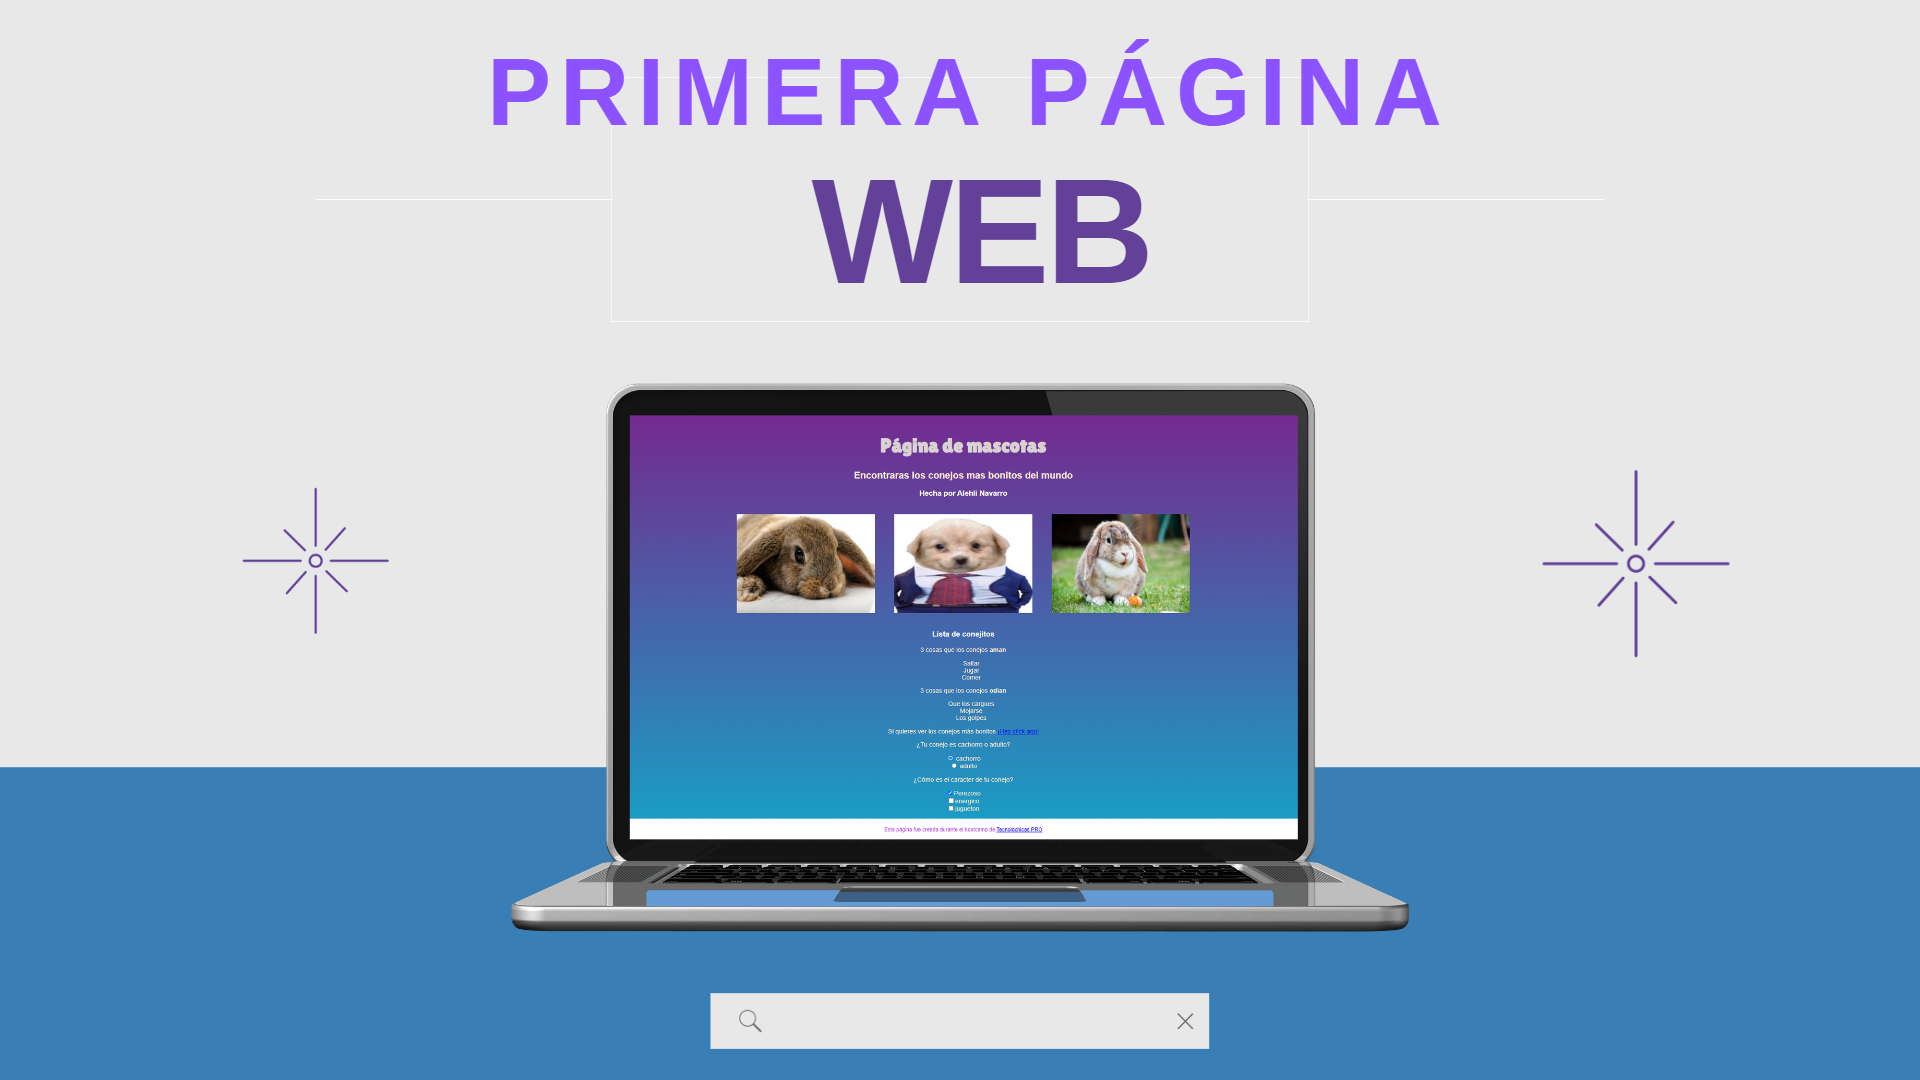 PRIMERA PÁGINA
WEB
Página de mascotas
Encontraras los conejos mas bonitos del mundo
Hecha por Alehli Navarro
Lista de conejitos
3 cosas que los conejos aman
Saltar
Jugar
Comer
3 cosas que los conejos odian
Que los cargues
Mojarse
Los golpes
Si quieres ver los conejos más bonitos ¡Haz click aquí!
¿Tu conejo es cachorro o adulto?
cachorro
adulto
¿Cómo es el caracter de tu conejo?
Perezoso
energico
jugueton
Esta página fue creada durante el bootcamp de Tecnolochicas PRO